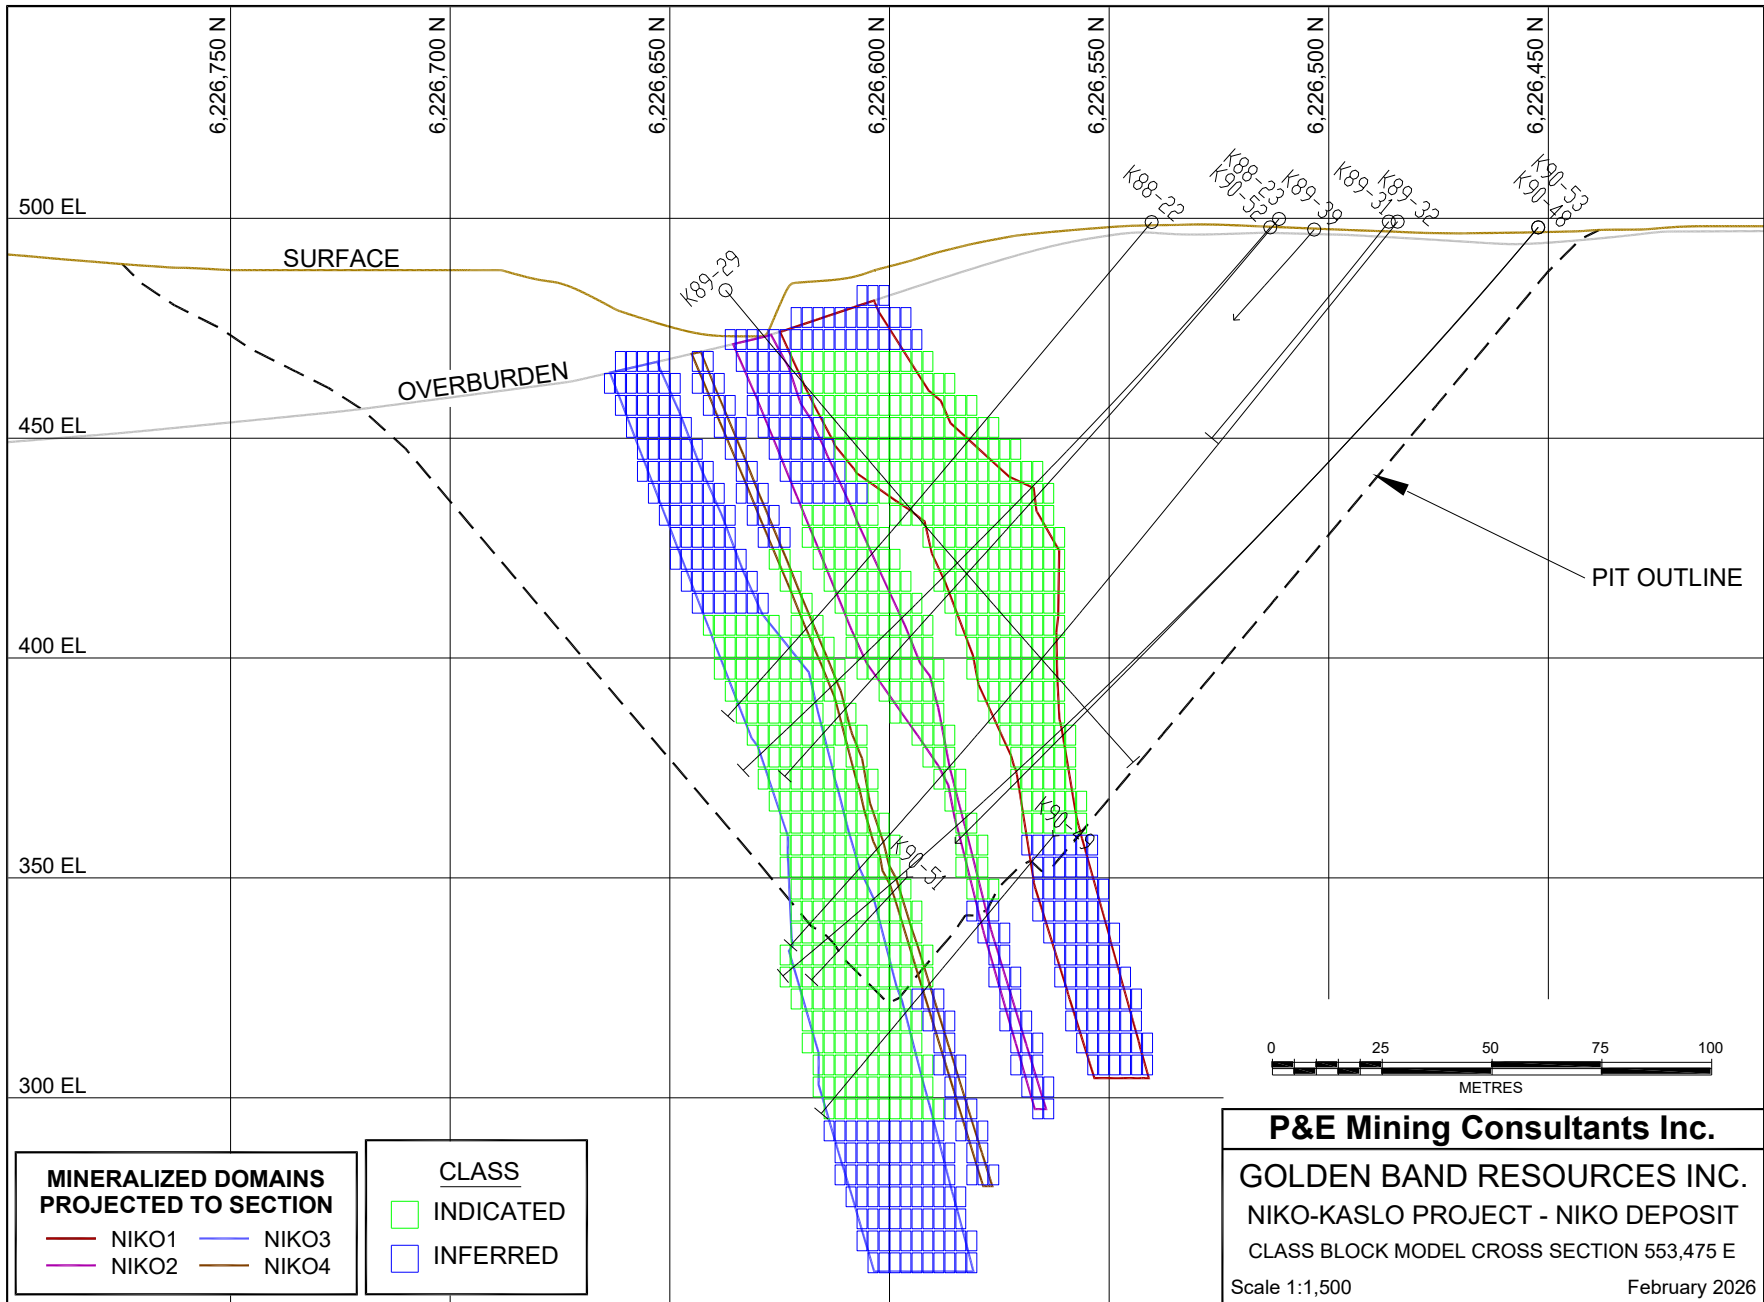 6,226,750 N
6,226,700 N
6,226,650 N
6,226,600 N
6,226,550 N
6,226,500 N
6,226,450 N
K88-22
K88-23
K90-52
K89-39
K89-31
K89-32
K90-53
K90-48
500 EL
SURFACE
K89-29
OVERBURDEN
450 EL
PIT OUTLINE
400 EL
K90-49
K90-51
350 EL
300 EL
0 25 50 75 100
METRES
MINERALIZED DOMAINS
PROJECTED TO SECTION
NIKO1 NIKO3
NIKO2 NIKO4
CLASS
INDICATED
INFERRED
P&E Mining Consultants Inc.
GOLDEN BAND RESOURCES INC.
NIKO-KASLO PROJECT - NIKO DEPOSIT
CLASS BLOCK MODEL CROSS SECTION 553,475 E
Scale 1:1,500 February 2026